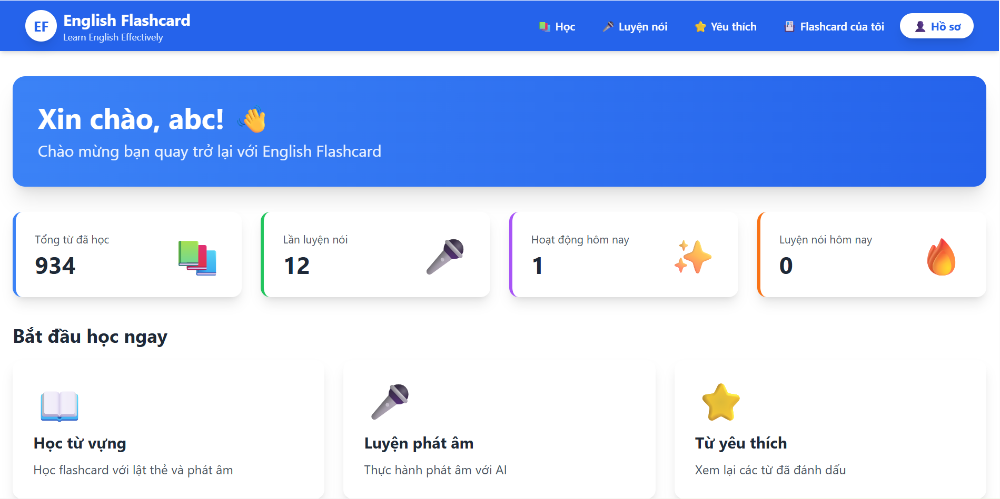 EF
English Flashcard
Learn English Effectively
Học
Luyện nói
Yêu thích
Flashcard của tôi
Hồ sơ
Xin chào, abc!
Chào mừng bạn quay trở lại với English Flashcard
Tổng từ đã học
934
Lần luyện nói
12
Hoạt động hôm nay
1
Luyện nói hôm nay
0
Bắt đầu học ngay
Học từ vựng
Học flashcard với lật thẻ và phát âm
Luyện phát âm
Thực hành phát âm với AI
Từ yêu thích
Xem lại các từ đã đánh dấu